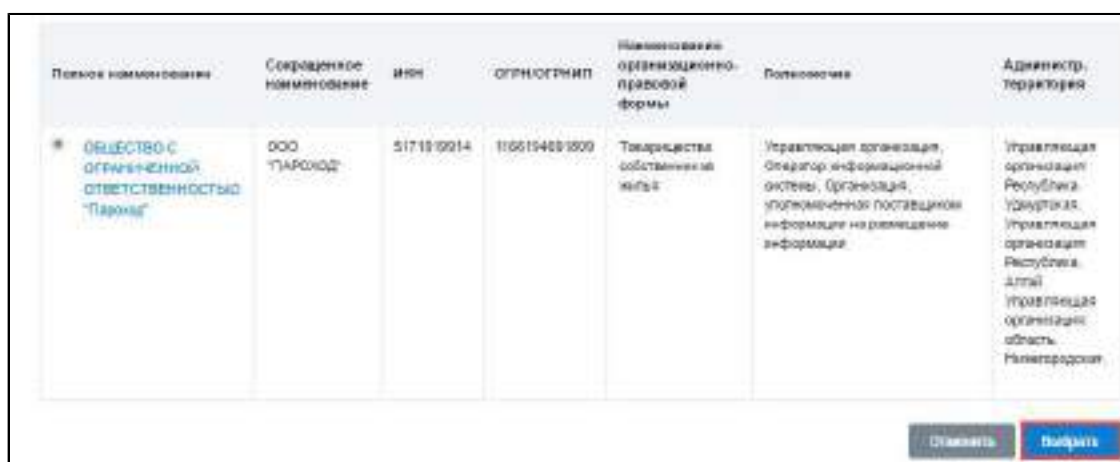 Полное наименование
Сокращенное
наименование
ИНН
ОГРН/ОГРНИП
Наименование
организационно-
правовой
формы
Полномочия
Администр.
территория
ОБЩЕСТВО С
ОГРАНИЧЕННОЙ
ОТВЕТСТВЕННОСТЬЮ
"Пароход"
ООО
"ПАРОХОД"
Товарищества
собственников
жилья
Управляющая организация,
Оператор информационной
системы, Организация,
уполномоченная поставщиком
информации на размещение
информации
Управляющая
организация:
Республика.
Удмуртская,
Управляющая
организация:
Республика.
Алтай
Управляющая
организация:
область.
Нижегородская
Отменить
Выбрать